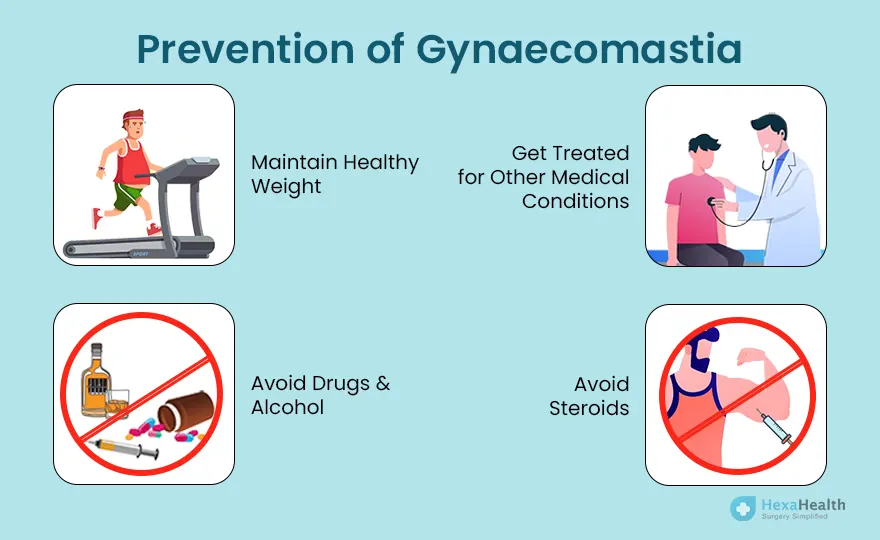 Prevention of Gynaecomastia
Maintain Healthy
Weight
Get Treated
for Other Medical
Conditions
SPORT
Avoid Drugs &
Alcohol
Avoid
Steroids
HexaHealth
Surgery Simplified